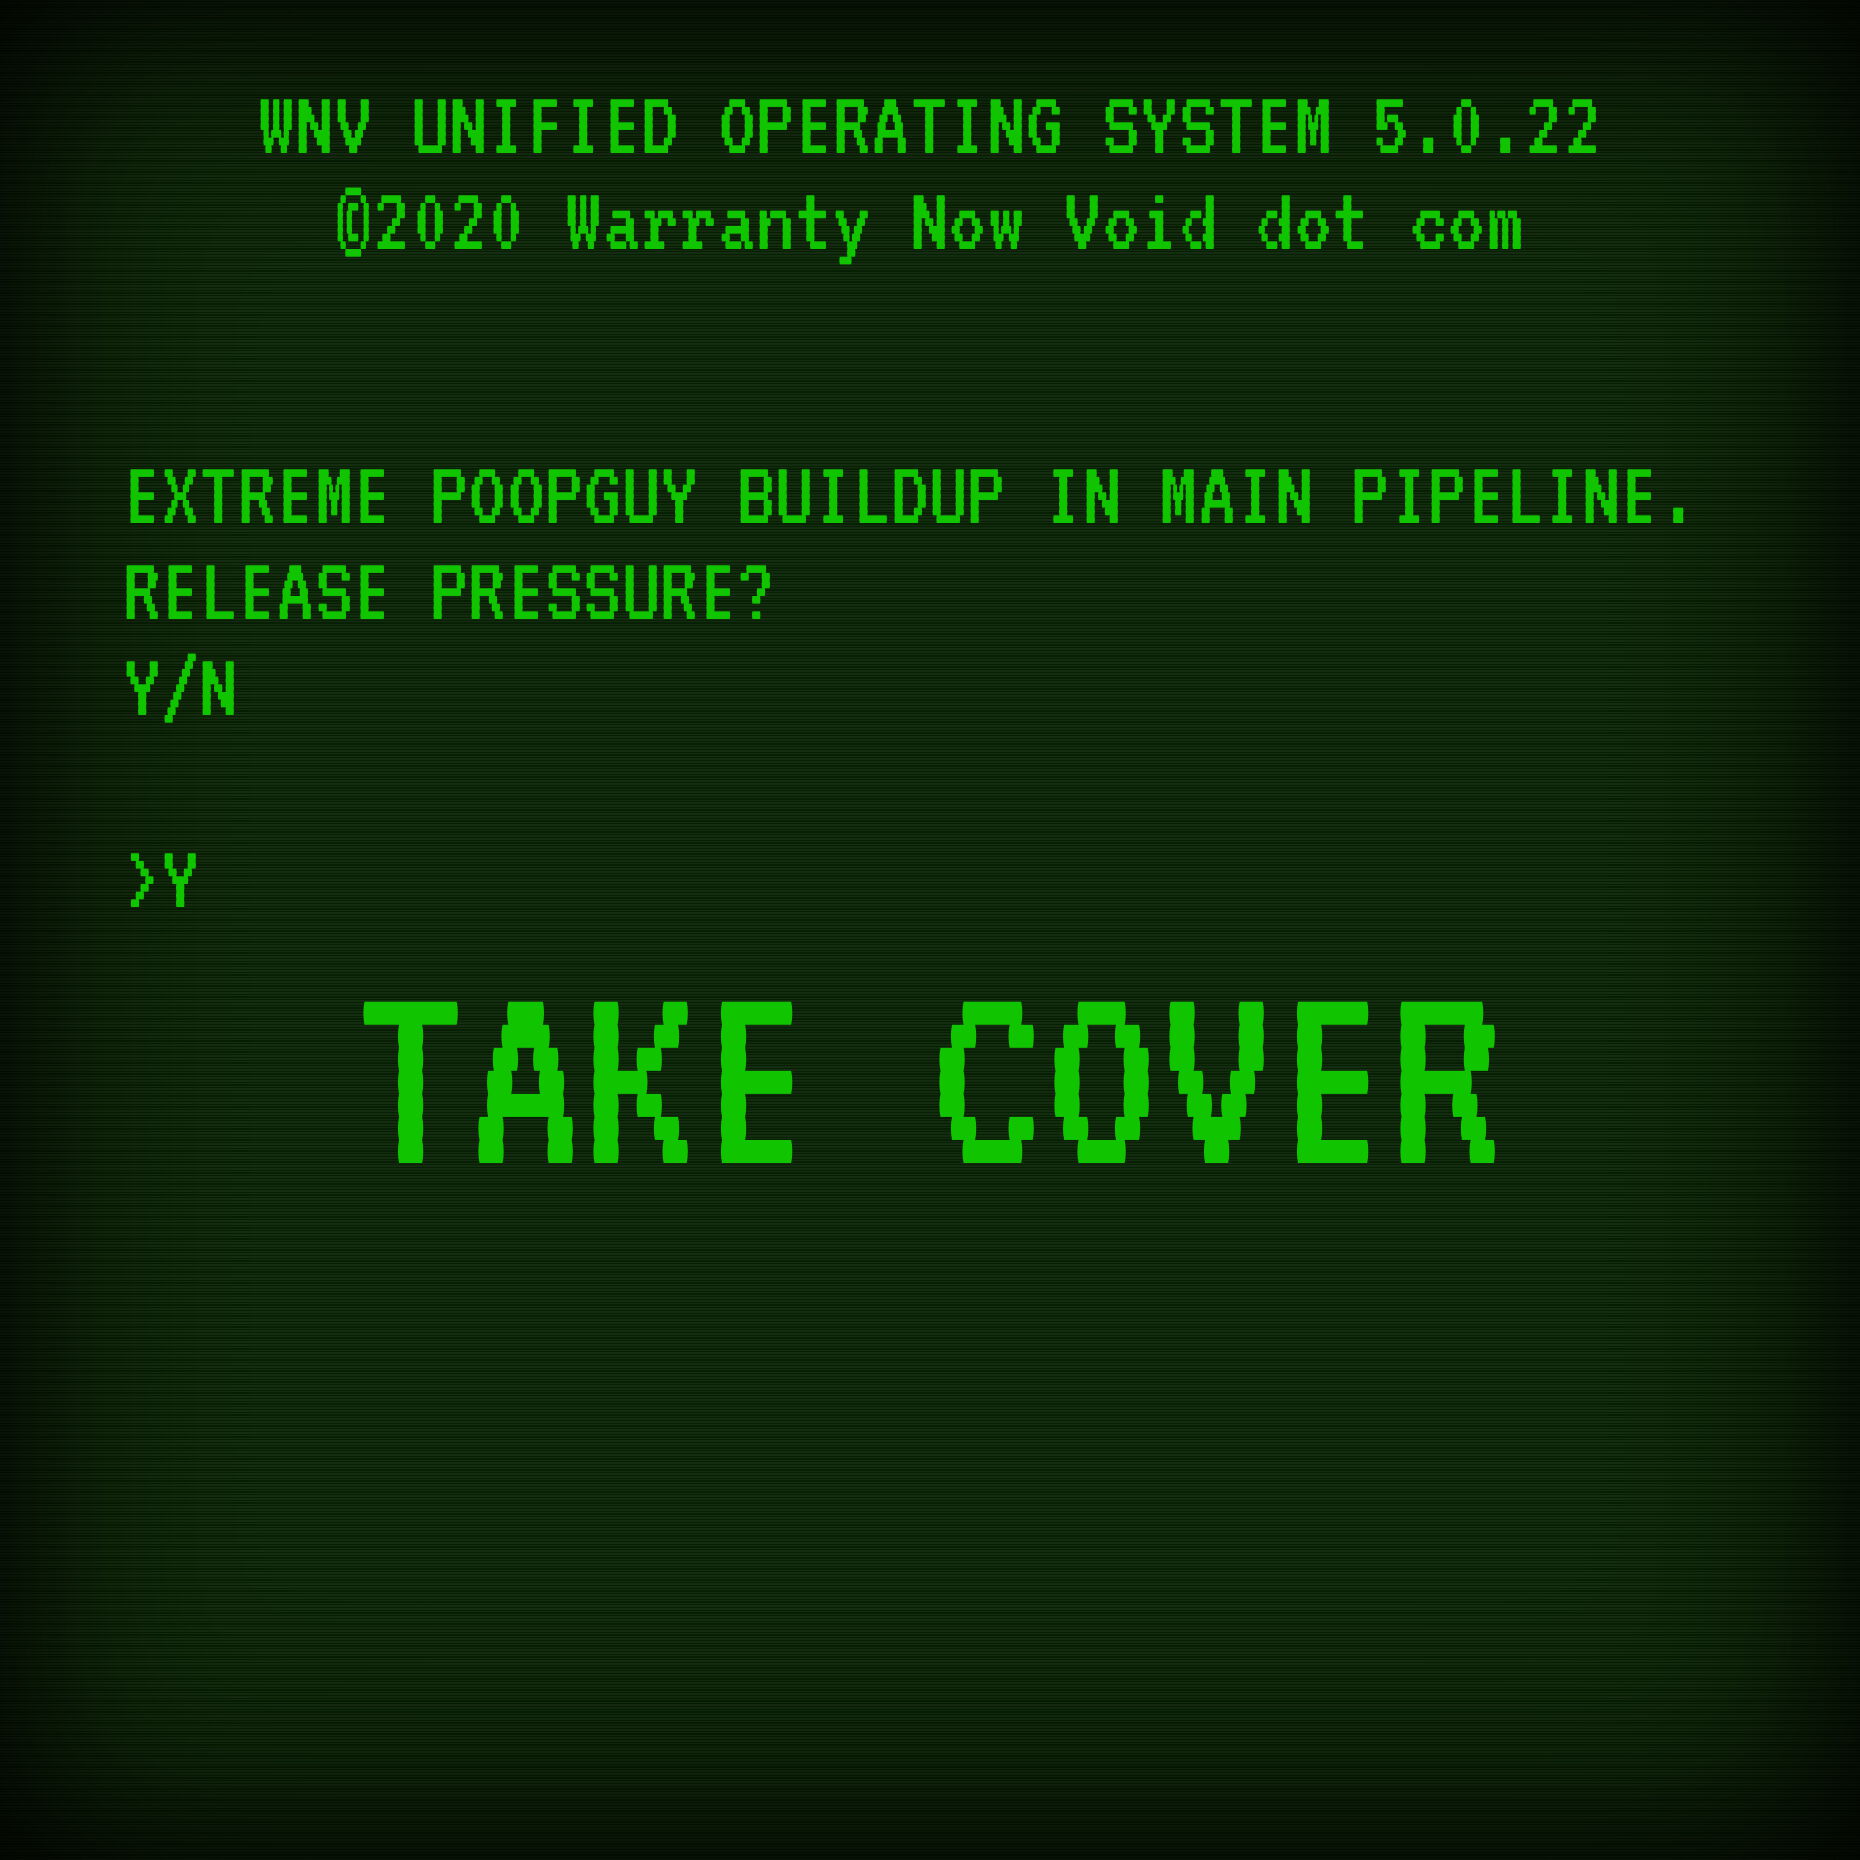 WNV UNIFIED OPERATING SYSTEM 5.0.22
©2020 Warranty Now Void dot com
EXTREME POOPGUY BUILDUP IN MAIN PIPELINE.
RELEASE PRESSURE?
Y/N
>Y
TAKE COVER